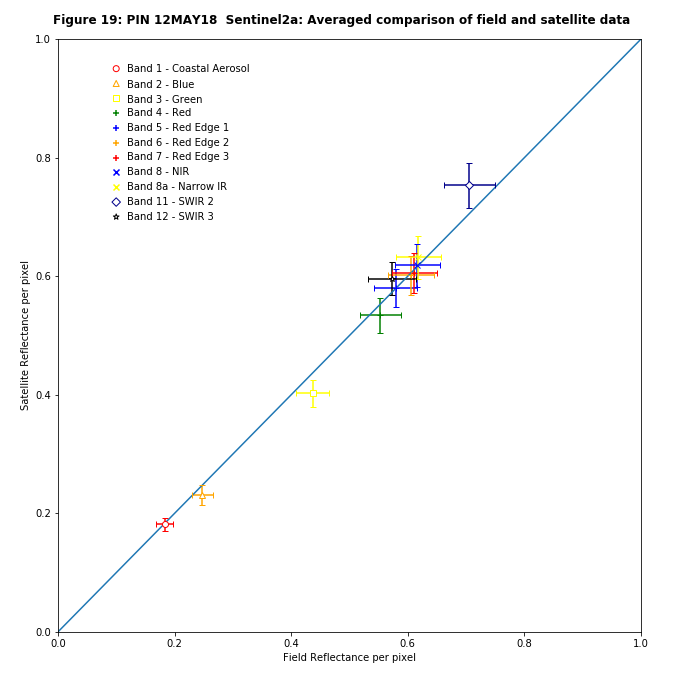 Figure 19: PIN 12MAY18  Sentinel2a: Averaged comparison of field and satellite data
1.0
Band 1 - Coastal Aerosol
Band 2 - Blue
Band 3 - Green
Band 4 - Red
Band 5 - Red Edge 1
Band 6 - Red Edge 2
Band 7 - Red Edge 3
Band 8 - NIR
Band 8a - Narrow IR
Band 11 - SWIR 2
Band 12 - SWIR 3
0.8
0.6
0.4
0.2
0.0
Satellite Reflectance per pixel
0.0 0.2 0.4 0.6 0.8 1.0
Field Reflectance per pixel